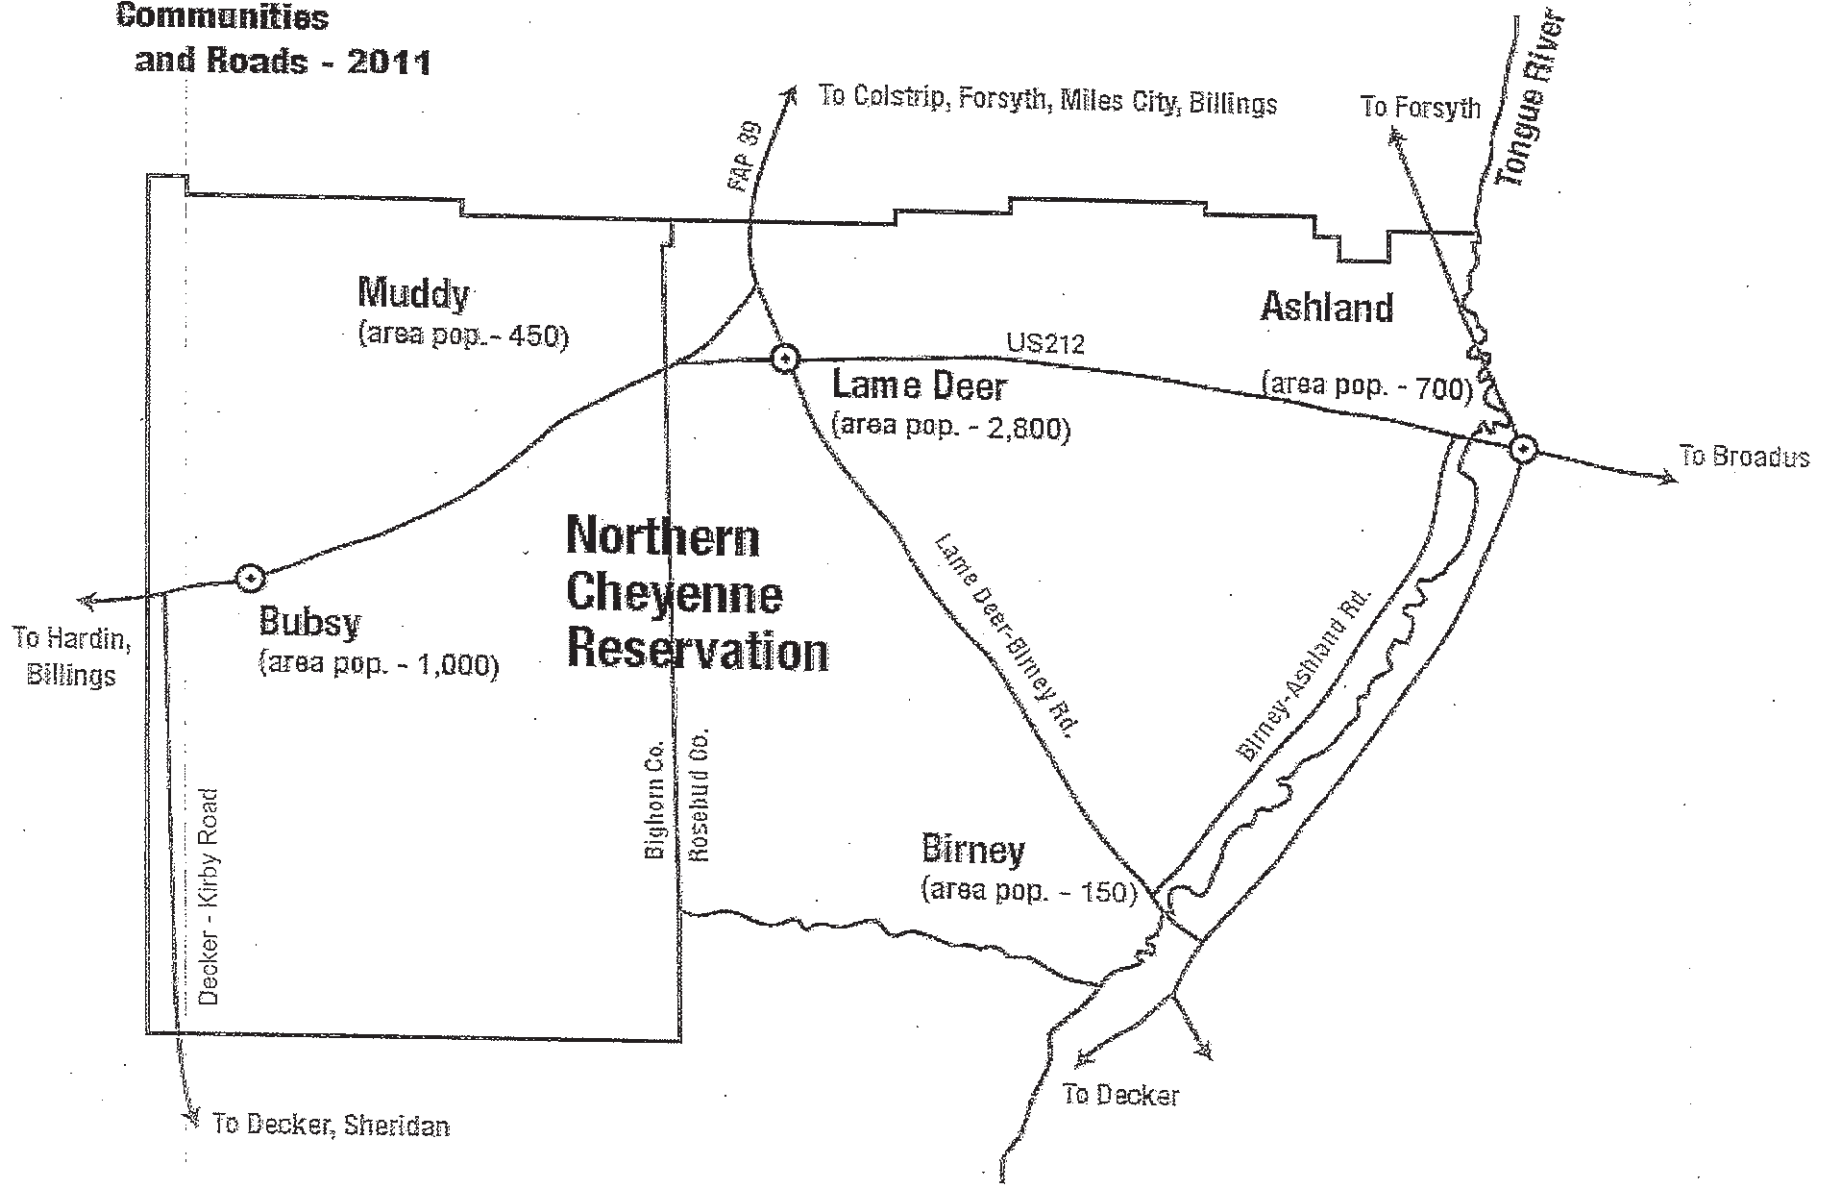 Communities
and Roads - 2011
To Colstrip, Forsyth, Miles City, Billings
To Forsyth
Tongue River
FAP 39
Muddy
(area pop.- 450)
Ashland
(area pop. - 700)
US212
Lame Deer
(area pop. - 2,800)
To Broadus
Northern
Cheyenne
Reservation
Lame Deer-Birney Rd.
Birney-Ashland Rd.
To Hardin,
Billings
Bubsy
(area pop. - 1,000)
Bighorn Co.
Rosebud Co.
Decker - Kirby Road
Birney
(area pop. - 150)
To Decker
To Decker, Sheridan